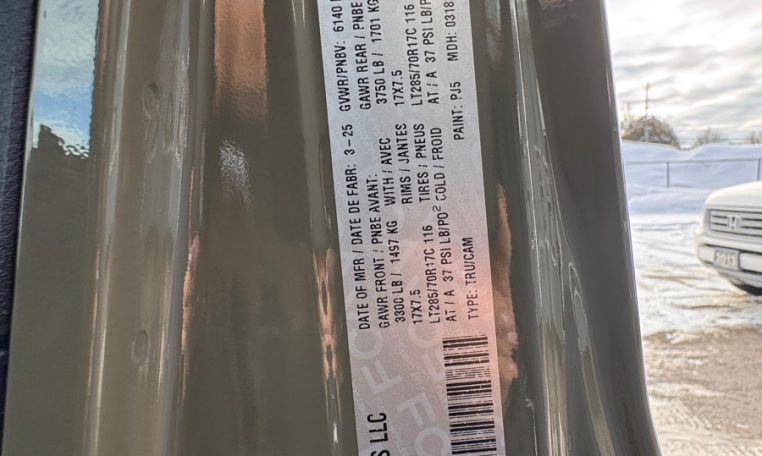 S LLC
DATE OF MFR / DATE DE FABR: 3-25 GVWR/PNBV: 6140
GAWR FRONT / PNBE AVANT: GAWR REAR / PNBE
3300 LB / 1497 KG WITH / AVEC 3750 LB / 1701 KG
17X7.5 RIMS / JANTES 17X7.5
LT285/70R17C 116 TIRES / PNEUS LT285/70R17C 116
AT / A 37 PSI LB/PO² COLD / FROID AT / A 37 PSI LB/P
TYPE: TRU/CAM PAINT: PJ5 MDH: 0318